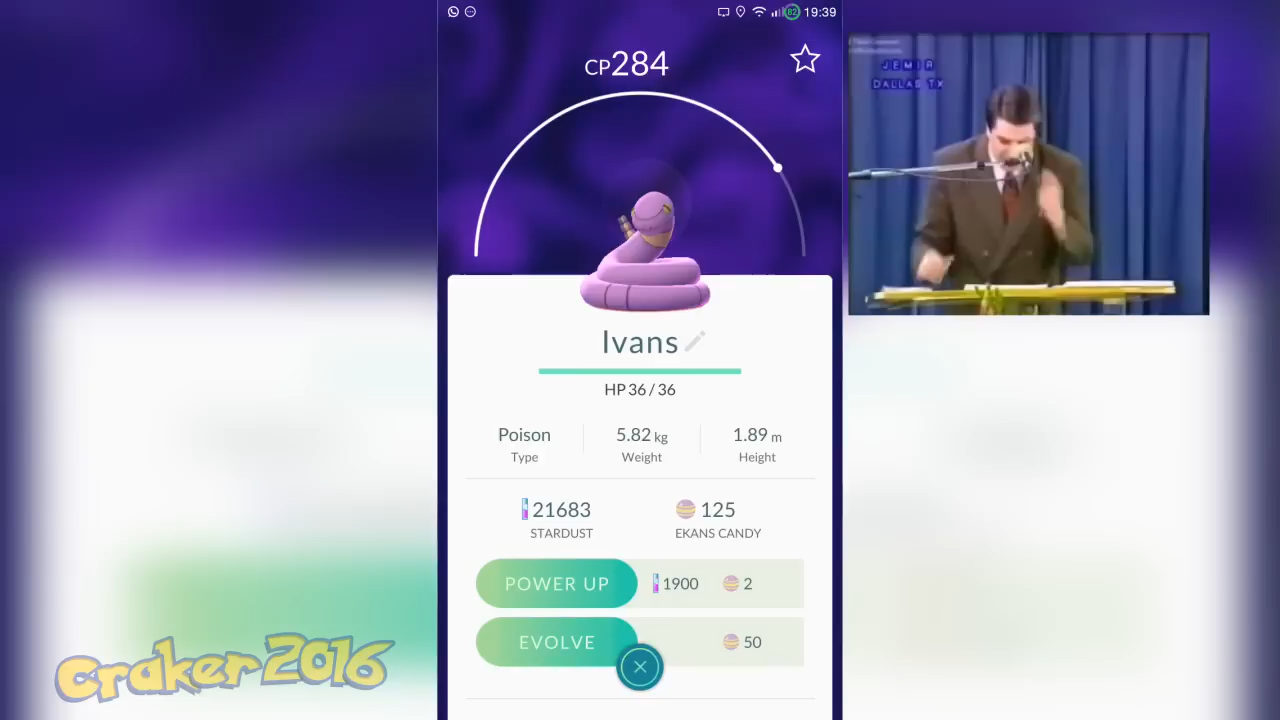 82 19:39
CP284
JEMIR
DALLAS TX
Ivans
HP 36 / 36
Poison 5.82 kg 1.89 m
Type Weight Height
21683 125
STARDUST EKANS CANDY
POWER UP 1900 2
EVOLVE 50
Craker2016